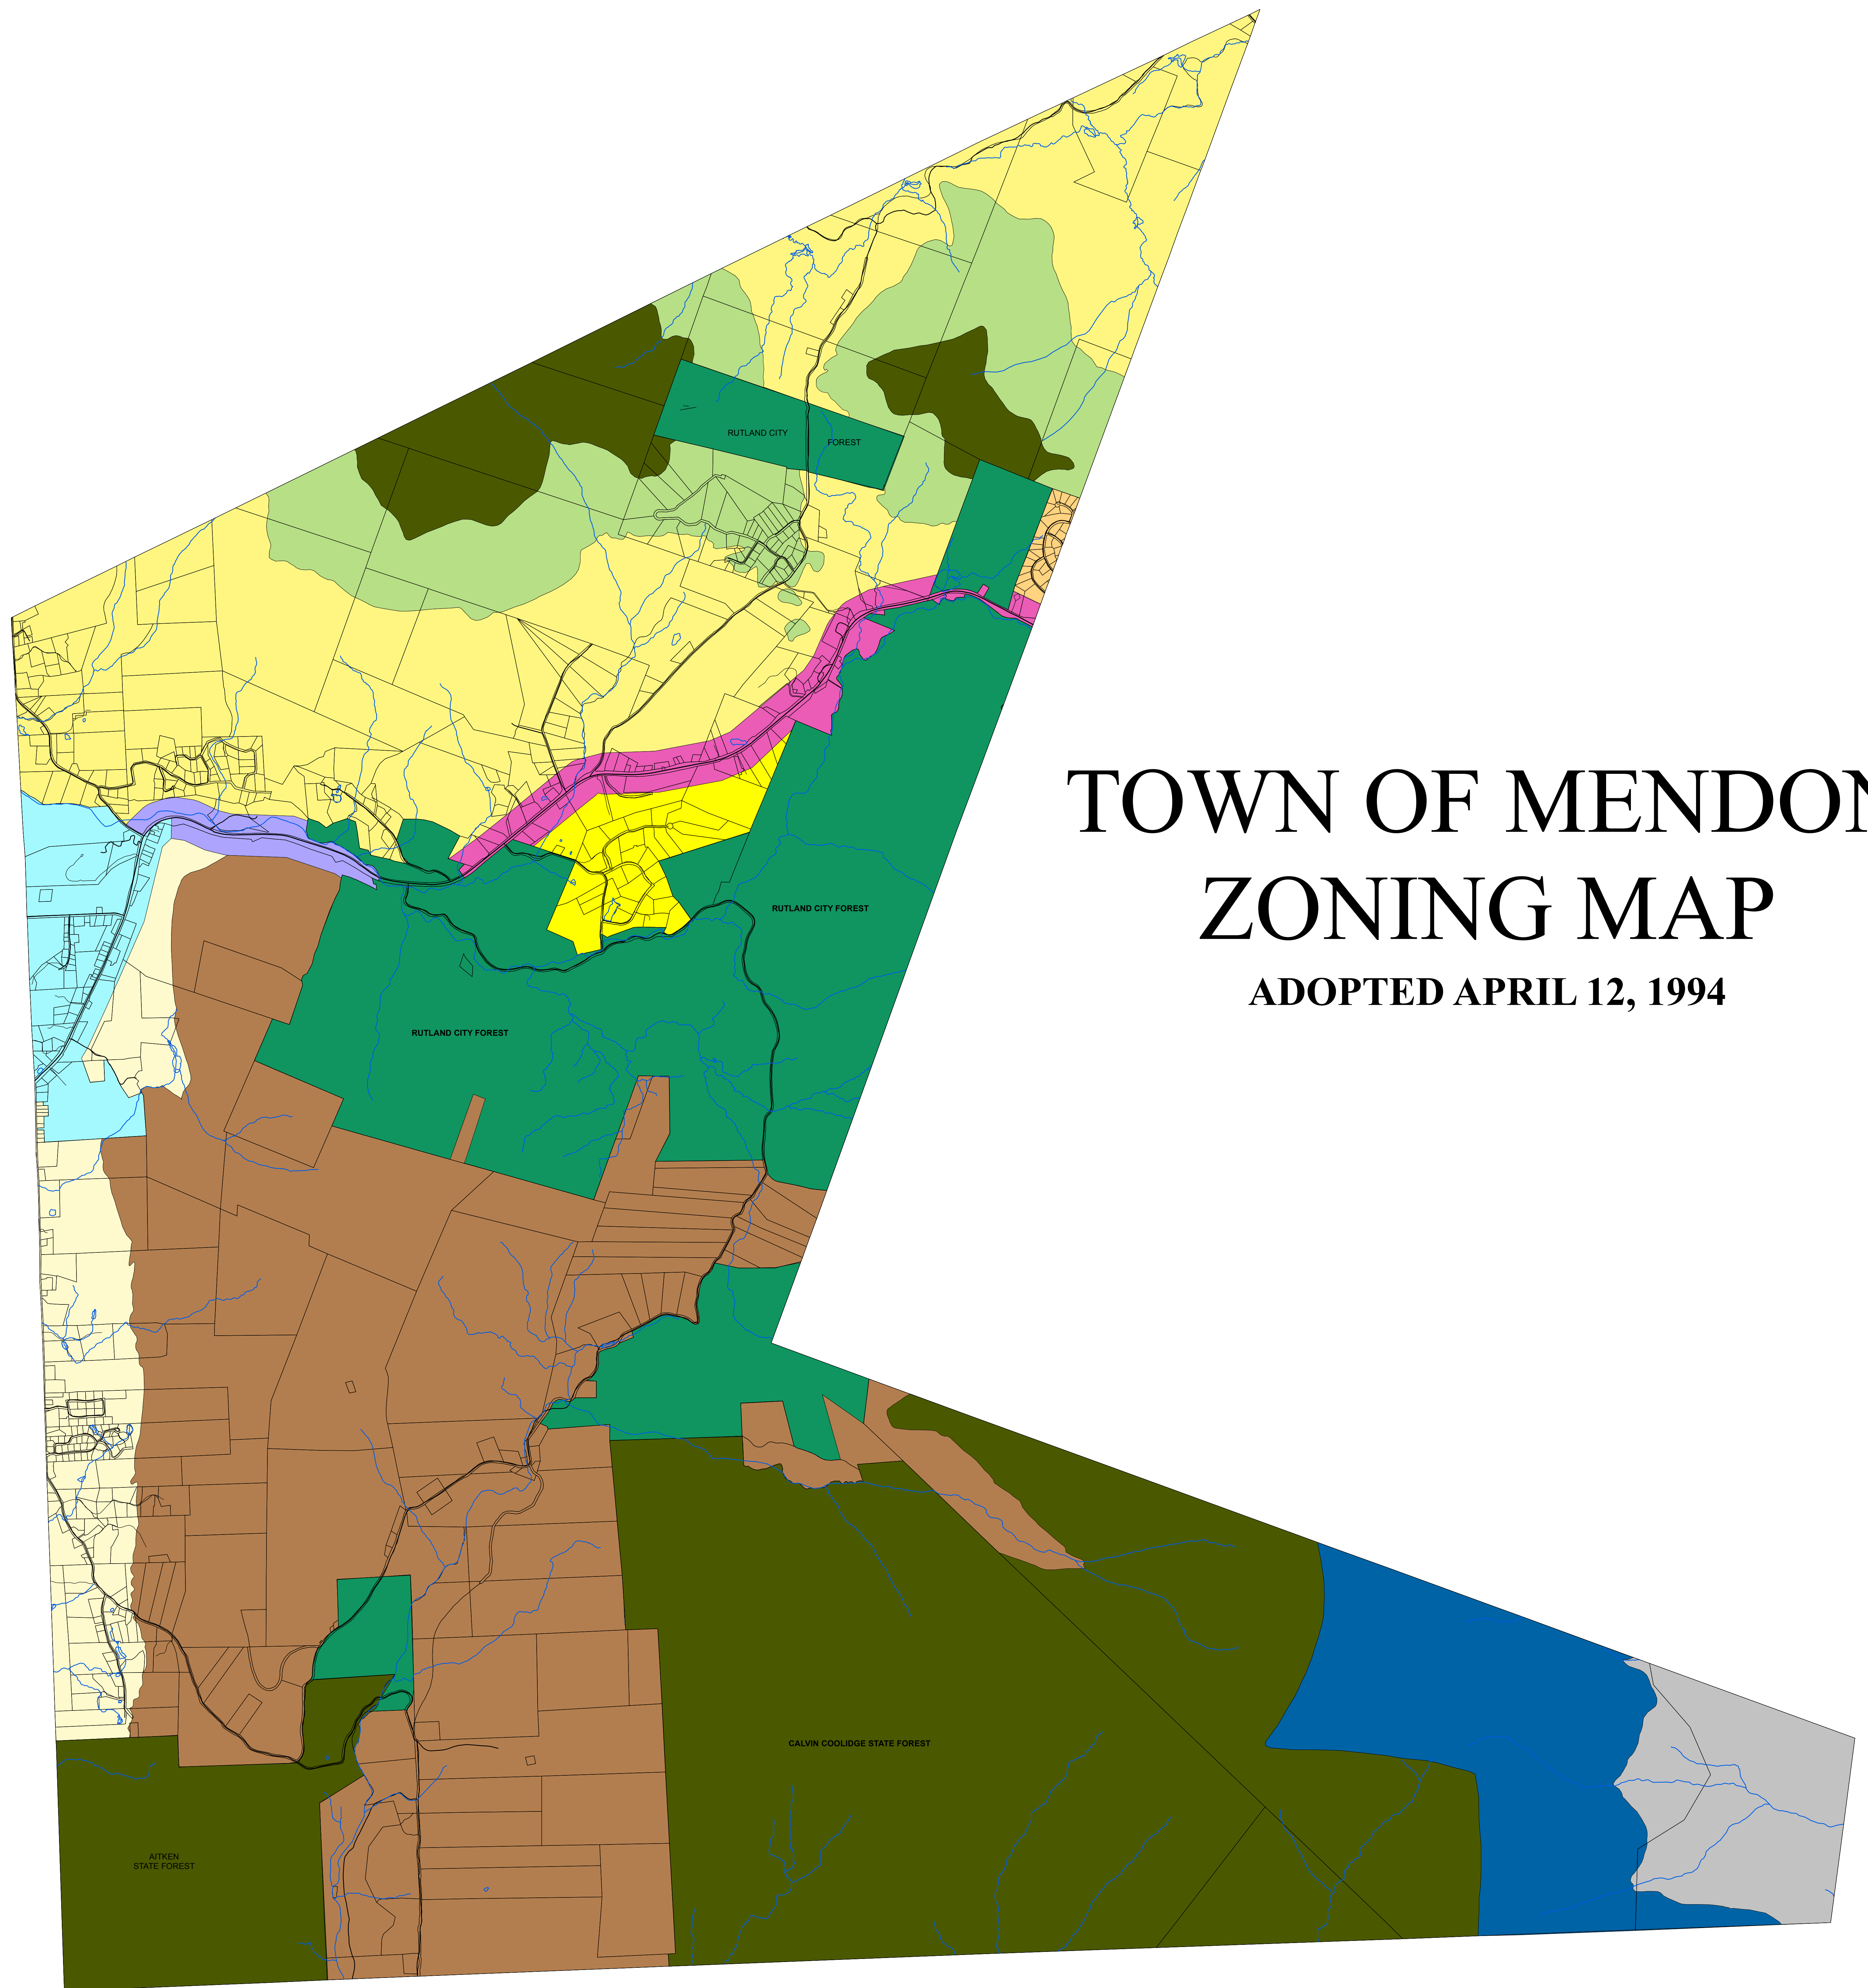 RUTLAND CITY FOREST
TOWN OF MENDON
ZONING MAP
ADOPTED APRIL 12, 1994
RUTLAND CITY FOREST
RUTLAND CITY FOREST
CALVIN COOLIDGE STATE FOREST
AITKEN
STATE FOREST